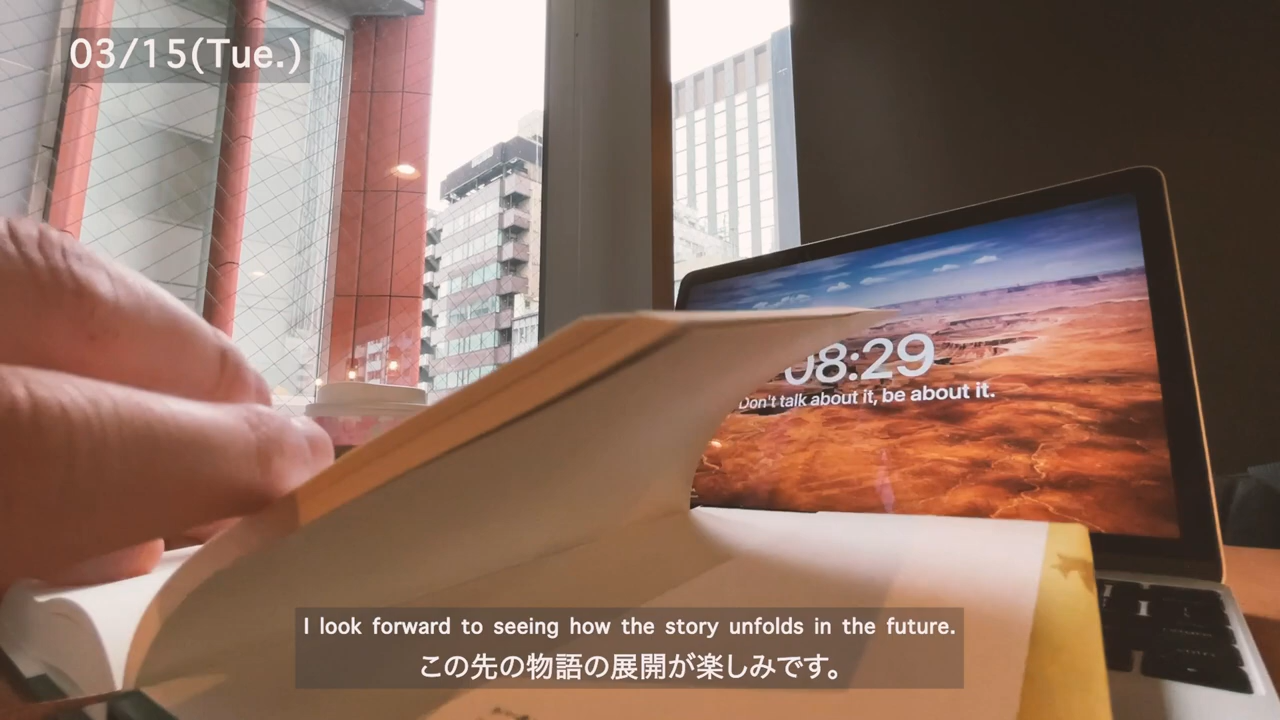 03/15(Tue.)
08:29
Don't talk about it, be about it.
I look forward to seeing how the story unfolds in the future.
この先の物語の展開が楽しみです。